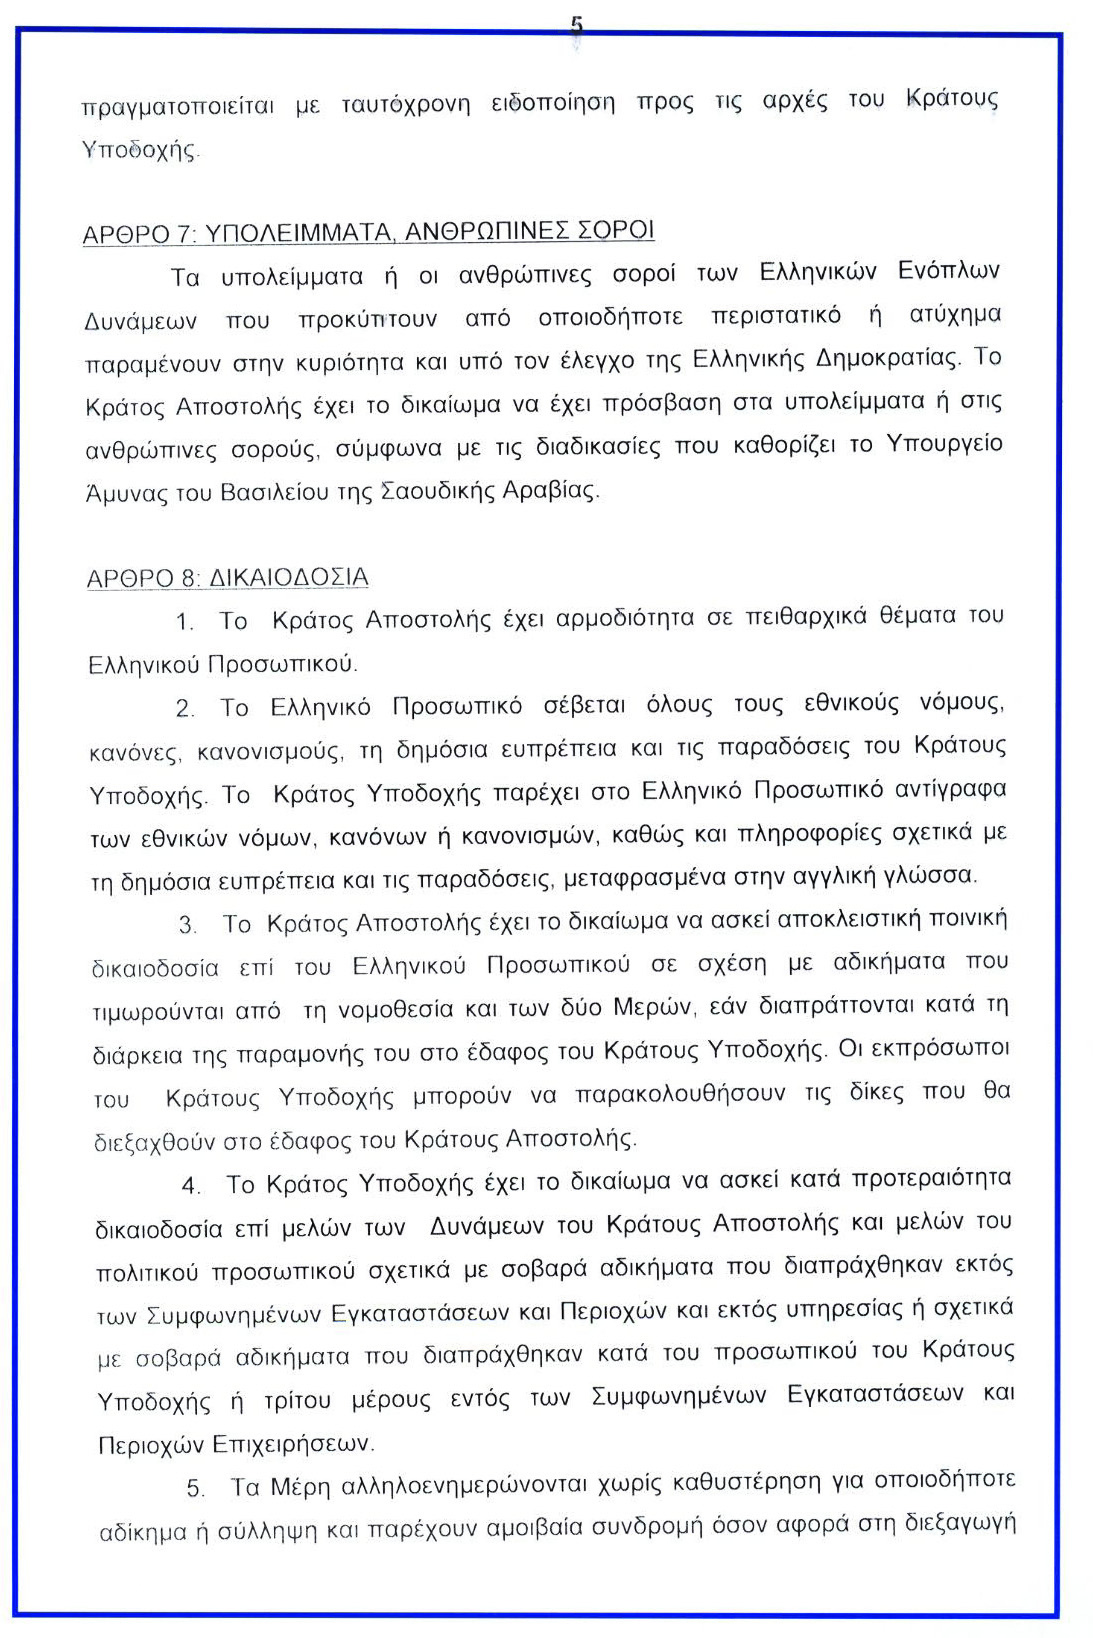 5
πραγματοποιείται με ταυτόχρονη ειδοποίηση προς τις αρχές του Κράτους
Υποδοχής.
ΑΡΘΡΟ 7: ΥΠΟΛΕΙΜΜΑΤΑ, ΑΝΘΡΩΠΙΝΕΣ ΣΟΡΟΙ
Τα υπολείμματα ή οι ανθρώπινες σοροί των Ελληνικών Ενόπλων
Δυνάμεων που προκύπτουν από οποιοδήποτε περιστατικό ή ατύχημα
παραμένουν στην κυριότητα και υπό τον έλεγχο της Ελληνικής Δημοκρατίας. Το
Κράτος Αποστολής έχει το δικαίωμα να έχει πρόσβαση στα υπολείμματα ή στις
ανθρώπινες σορούς, σύμφωνα με τις διαδικασίες που καθορίζει το Υπουργείο
Άμυνας του Βασιλείου της Σαουδικής Αραβίας.
ΑΡΘΡΟ 8: ΔΙΚΑΙΟΔΟΣΙΑ
1. Το Κράτος Αποστολής έχει αρμοδιότητα σε πειθαρχικά θέματα του
Ελληνικού Προσωπικού.
2. Το Ελληνικό Προσωπικό σέβεται όλους τους εθνικούς νόμους,
κανόνες, κανονισμούς, τη δημόσια ευπρέπεια και τις παραδόσεις του Κράτους
Υποδοχής. Το Κράτος Υποδοχής παρέχει στο Ελληνικό Προσωπικό αντίγραφα
των εθνικών νόμων, κανόνων ή κανονισμών, καθώς και πληροφορίες σχετικά με
τη δημόσια ευπρέπεια και τις παραδόσεις, μεταφρασμένα στην αγγλική γλώσσα.
3. Το Κράτος Αποστολής έχει το δικαίωμα να ασκεί αποκλειστική ποινική
δικαιοδοσία επί του Ελληνικού Προσωπικού σε σχέση με αδικήματα που
τιμωρούνται από τη νομοθεσία και των δύο Μερών, εάν διαπράττονται κατά τη
διάρκεια της παραμονής του στο έδαφος του Κράτους Υποδοχής. Οι εκπρόσωποι
του Κράτους Υποδοχής μπορούν να παρακολουθήσουν τις δίκες που θα
διεξαχθούν στο έδαφος του Κράτους Αποστολής.
4. Το Κράτος Υποδοχής έχει το δικαίωμα να ασκεί κατά προτεραιότητα
δικαιοδοσία επί μελών των Δυνάμεων του Κράτους Αποστολής και μελών του
πολιτικού προσωπικού σχετικά με σοβαρά αδικήματα που διαπράχθηκαν εκτός
των Συμφωνημένων Εγκαταστάσεων και Περιοχών και εκτός υπηρεσίας ή σχετικά
με σοβαρά αδικήματα που διαπράχθηκαν κατά του προσωπικού του Κράτους
Υποδοχής ή τρίτου μέρους εντός των Συμφωνημένων Εγκαταστάσεων και
Περιοχών Επιχειρήσεων.
5. Τα Μέρη αλληλοενημερώνονται χωρίς καθυστέρηση για οποιοδήποτε
αδίκημα ή σύλληψη και παρέχουν αμοιβαία συνδρομή όσον αφορά στη διεξαγωγή